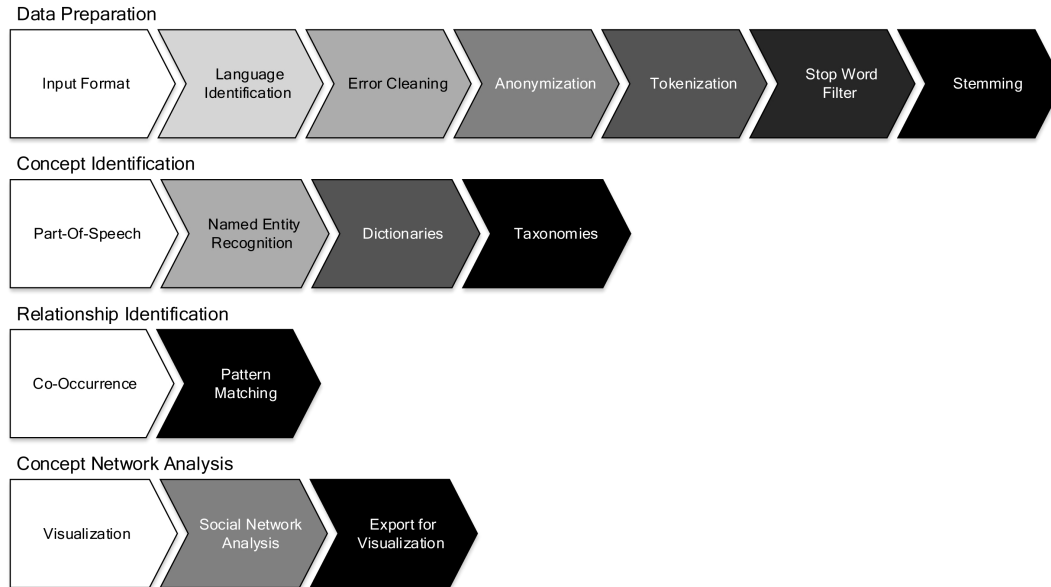 Data Preparation
Input Format
Language
Identification
Error Cleaning
Anonymization
Tokenization
Stop Word
Filter
Stemming
Concept Identification
Part-Of-Speech
Named Entity
Recognition
Dictionaries
Taxonomies
Relationship Identification
Co-Occurrence
Pattern
Matching
Concept Network Analysis
Visualization
Social Network
Analysis
Export for
Visualization